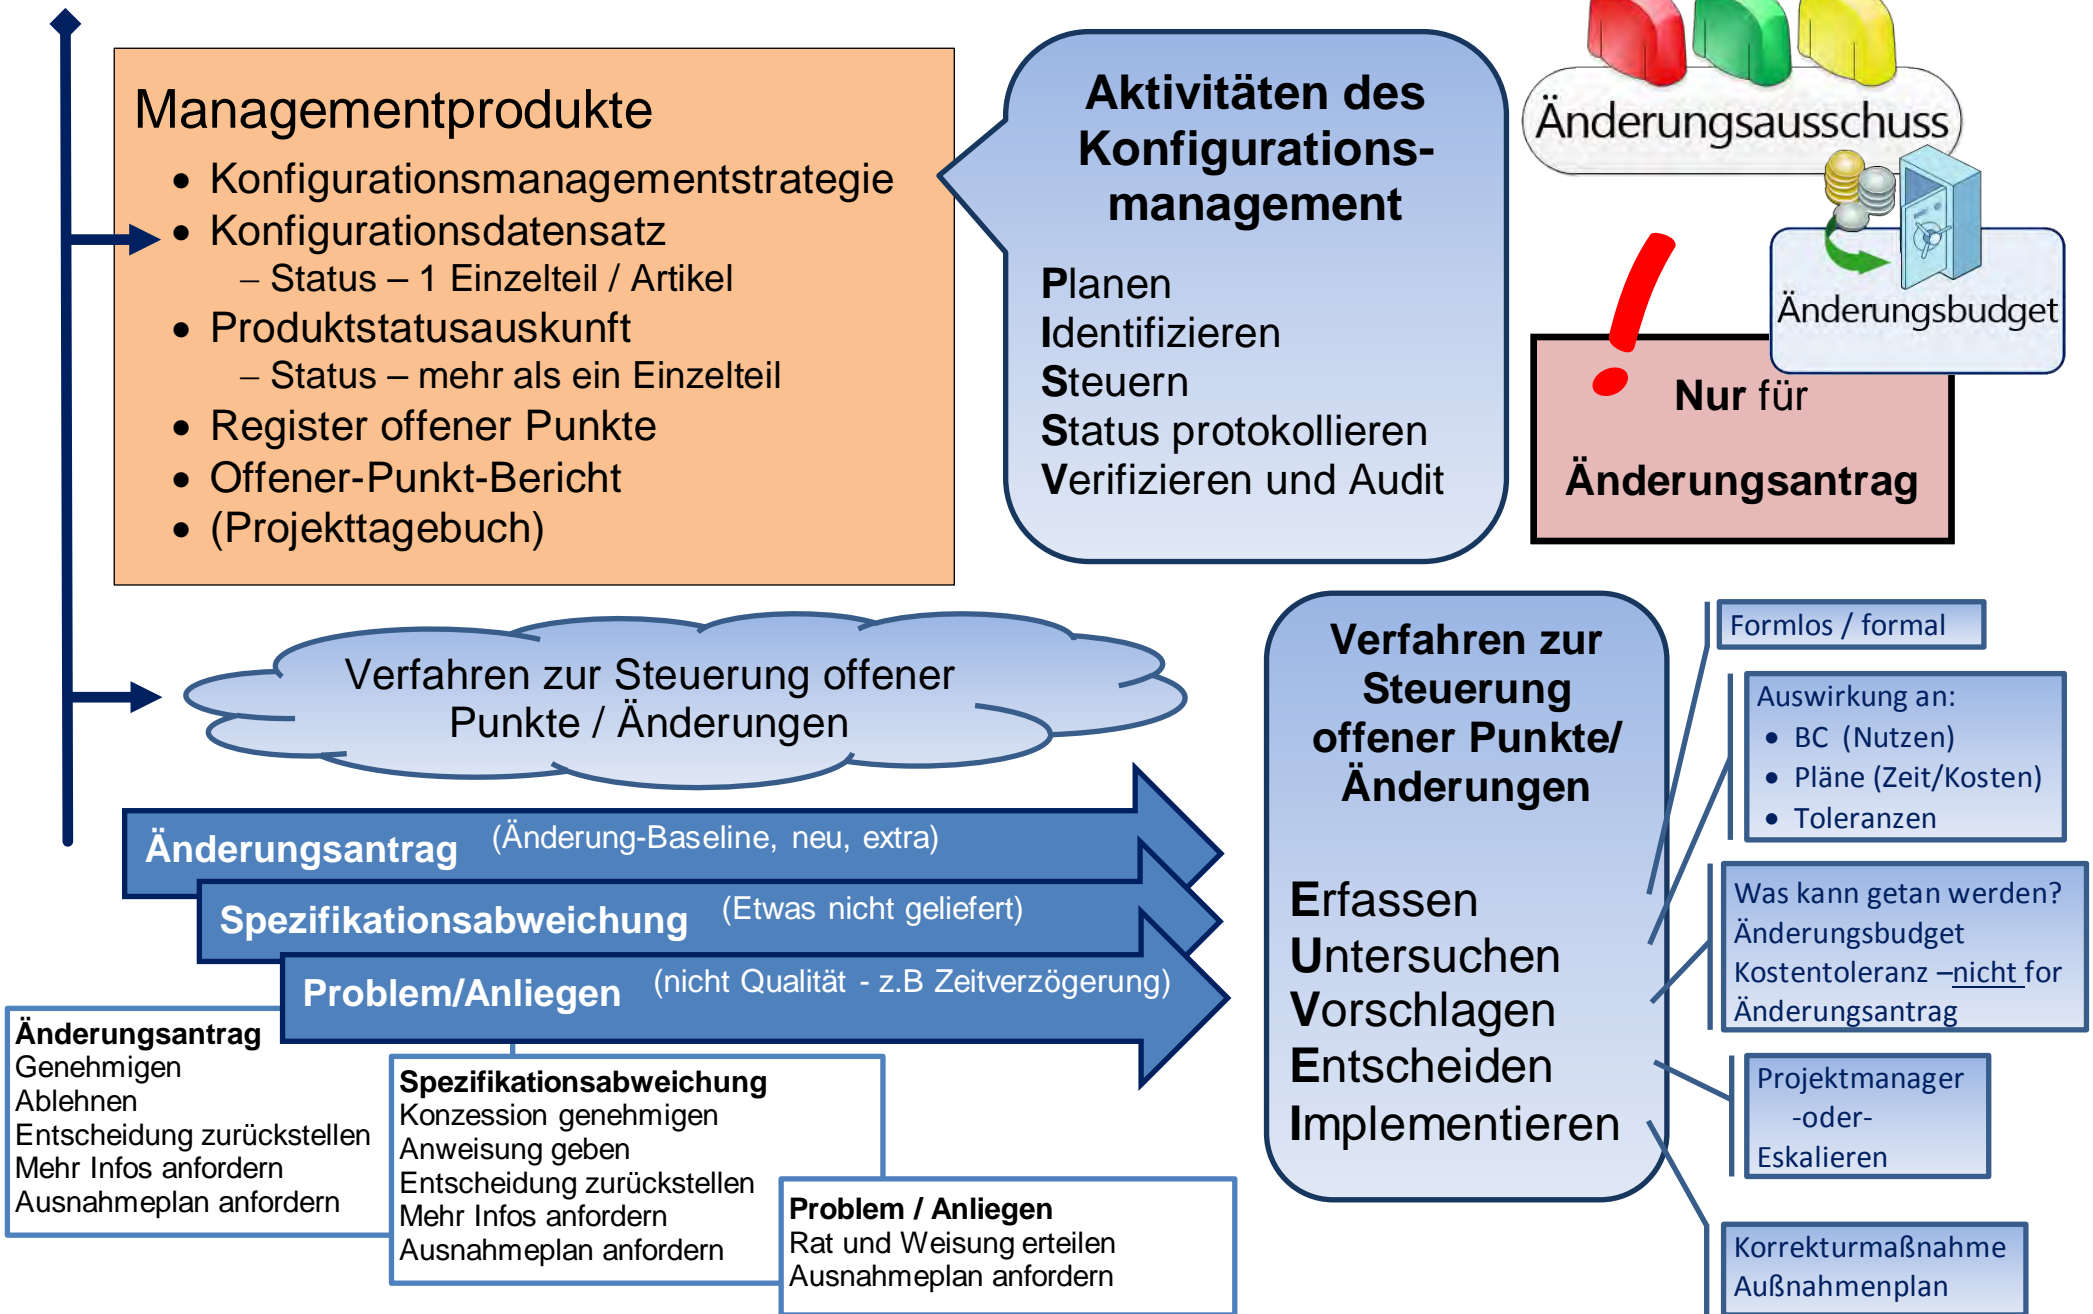 Managementprodukte
• Konfigurationsmanagementstrategie
• Konfigurationsdatensatz
– Status – 1 Einzelteil / Artikel
• Produktstatusauskunft
– Status – mehr als ein Einzelteil
• Register offener Punkte
• Offener-Punkt-Bericht
• (Projekttagebuch)
Aktivitäten des
Konfigurations-
management
Planen
Identifizieren
Steuern
Status protokollieren
Verifizieren und Audit
Änderungsausschuss
Änderungsbudget
!
Nur für
Änderungsantrag
Verfahren zur Steuerung offener
Punkte / Änderungen
Änderungsantrag (Änderung-Baseline, neu, extra)
Spezifikationsabweichung (Etwas nicht geliefert)
Problem/Anliegen (nicht Qualität - z.B Zeitverzögerung)
Änderungsantrag
Genehmigen
Ablehnen
Entscheidung zurückstellen
Mehr Infos anfordern
Ausnahmeplan anfordern
Spezifikationsabweichung
Konzession genehmigen
Anweisung geben
Entscheidung zurückstellen
Mehr Infos anfordern
Ausnahmeplan anfordern
Problem / Anliegen
Rat und Weisung erteilen
Ausnahmeplan anfordern
Verfahren zur
Steuerung
offener Punkte/
Änderungen
Erfassen
Untersuchen
Vorschlagen
Entscheiden
Implementieren
Formlos / formal
Auswirkung an:
• BC (Nutzen)
• Pläne (Zeit/Kosten)
• Toleranzen
Was kann getan werden?
Änderungsbudget
Kostentoleranz –nicht for
Änderungsantrag
Projektmanager
-oder-
Eskalieren
Korrekturmaßnahme
Außnahmenplan